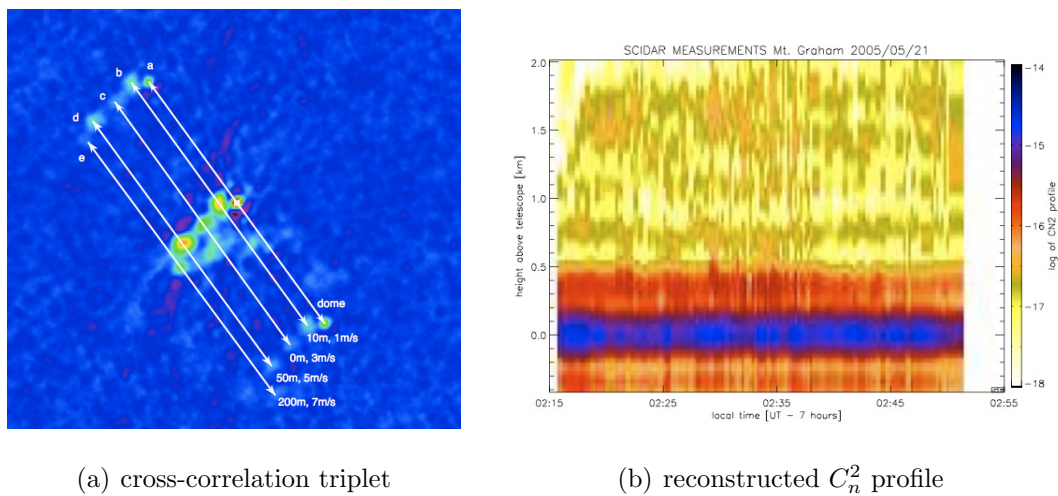 b a
c
d
e
dome
10m, 1m/s
0m, 3m/s
50m, 5m/s
200m, 7m/s
(a) cross-correlation triplet
SCIDAR MEASUREMENTS Mt. Graham 2005/05/21
height above telescope [km]
2.0
1.5
1.0
0.5
0.0
02:15 02:25 02:35 02:45 02:55
local time [UT − 7 hours]
−14
−15
−16
−17
−18
log of CN2 profile
(b) reconstructed $C_n^2$ profile